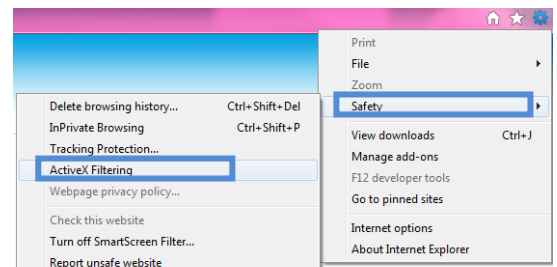 Print
File
Zoom
Safety
View downloads Ctrl+J
Manage add-ons
F12 developer tools
Go to pinned sites
Internet options
About Internet Explorer
Delete browsing history... Ctrl+Shift+Del
InPrivate Browsing Ctrl+Shift+P
Tracking Protection...
ActiveX Filtering
Webpage privacy policy...
Check this website
Turn off SmartScreen Filter...
Report unsafe website